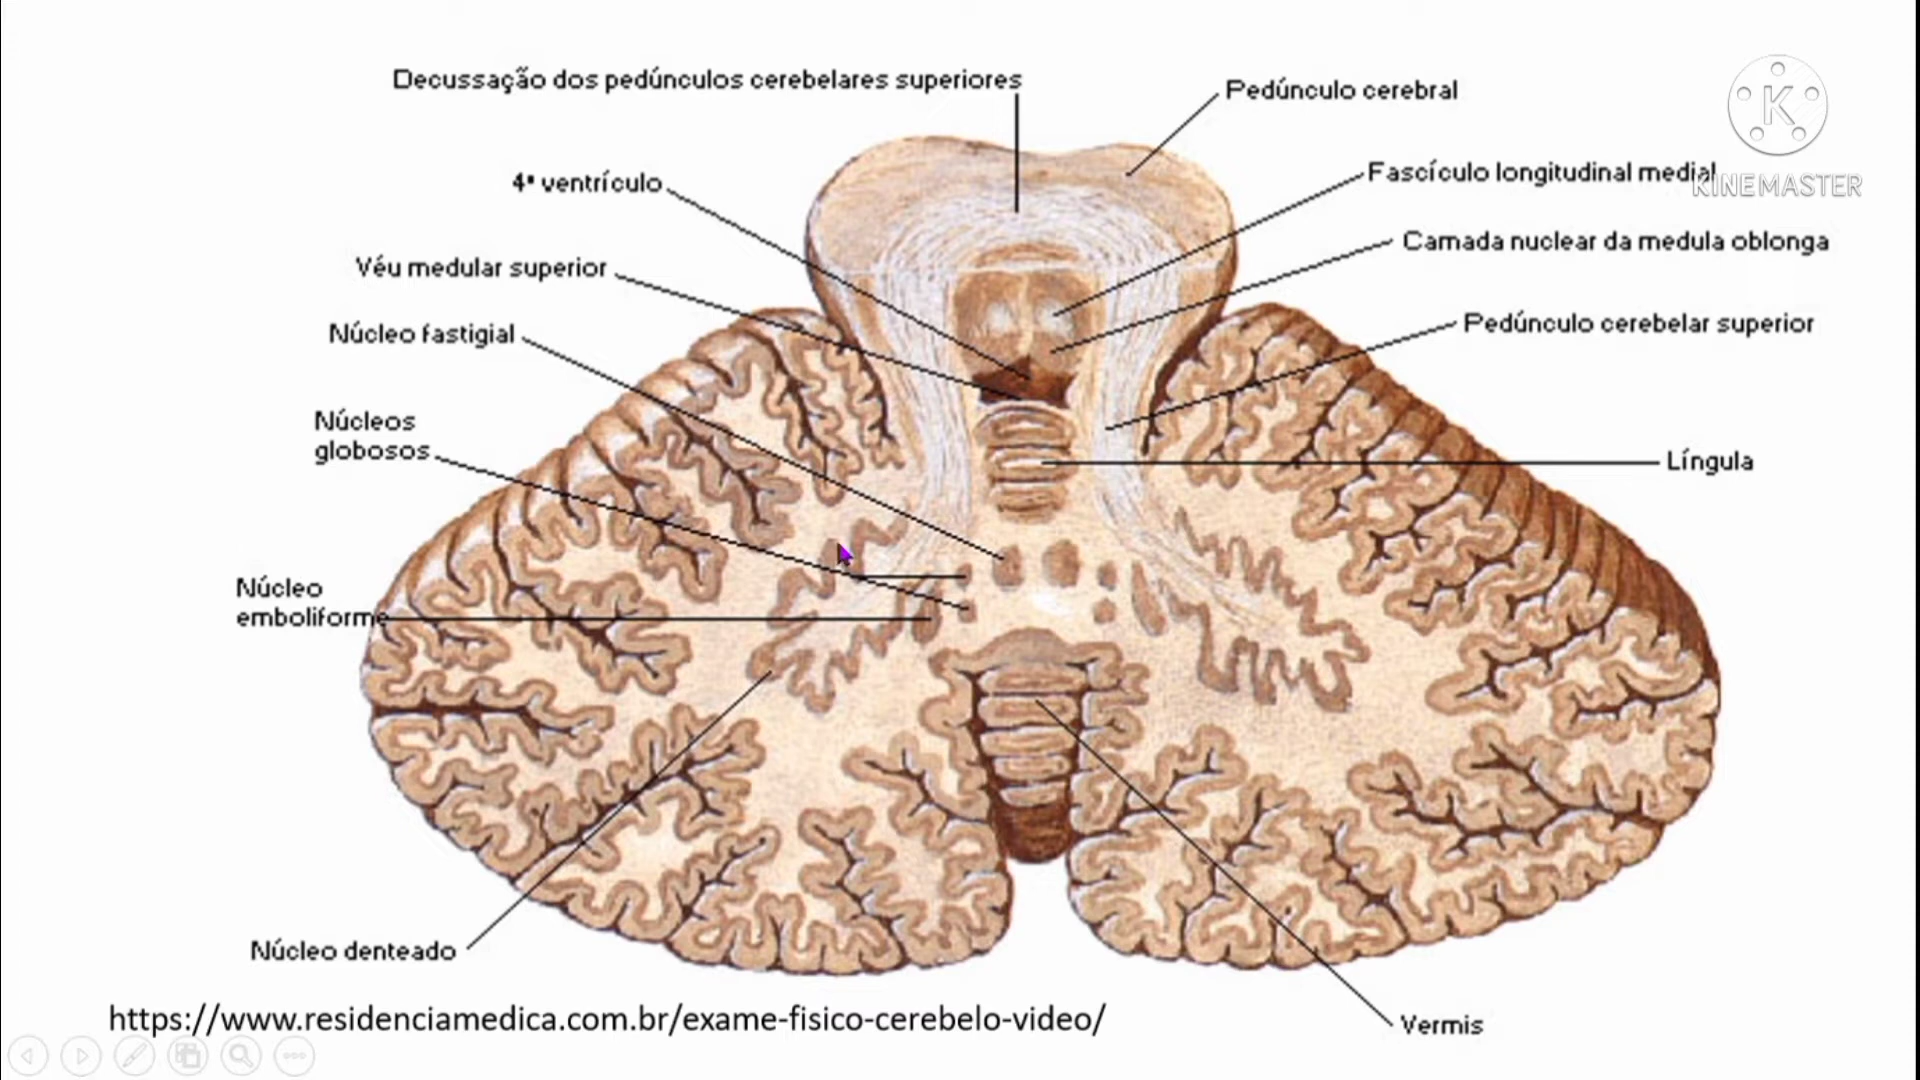 Decussação dos pedúnculos cerebelares superiores
Pedúnculo cerebral
K
KINEMASTER
4º ventrículo
Fascículo longitudinal medial
Véu medular superior
Camada nuclear da medula oblonga
Núcleo fastigial
Pedúnculo cerebelar superior
Núcleos
globosos
Língula
Núcleo
emboliforme
Núcleo denteado
Vermis
https://www.residenciamedica.com.br/exame-fisico-cerebelo-video/